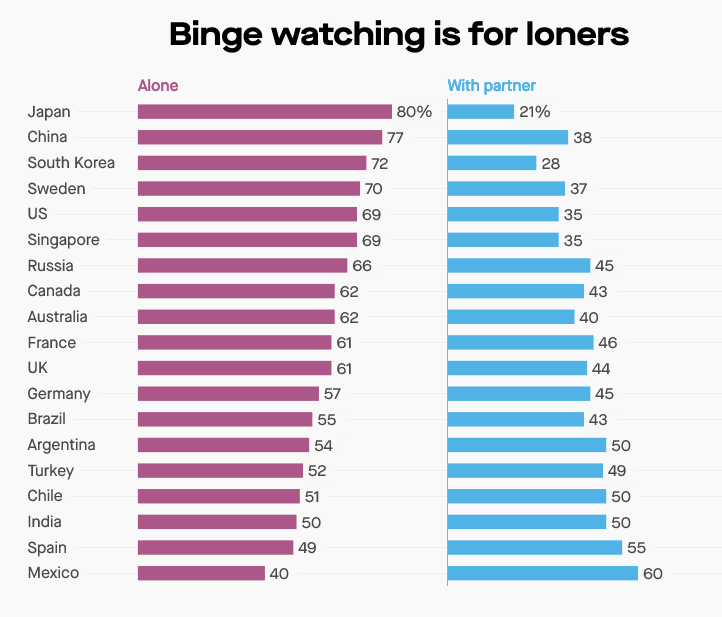 Binge watching is for loners
Alone With partner
Japan 80% 21%
China 77 38
South Korea 72 28
Sweden 70 37
US 69 35
Singapore 69 35
Russia 66 45
Canada 62 43
Australia 62 40
France 61 46
UK 61 44
Germany 57 45
Brazil 55 43
Argentina 54 50
Turkey 52 49
Chile 51 50
India 50 50
Spain 49 55
Mexico 40 60